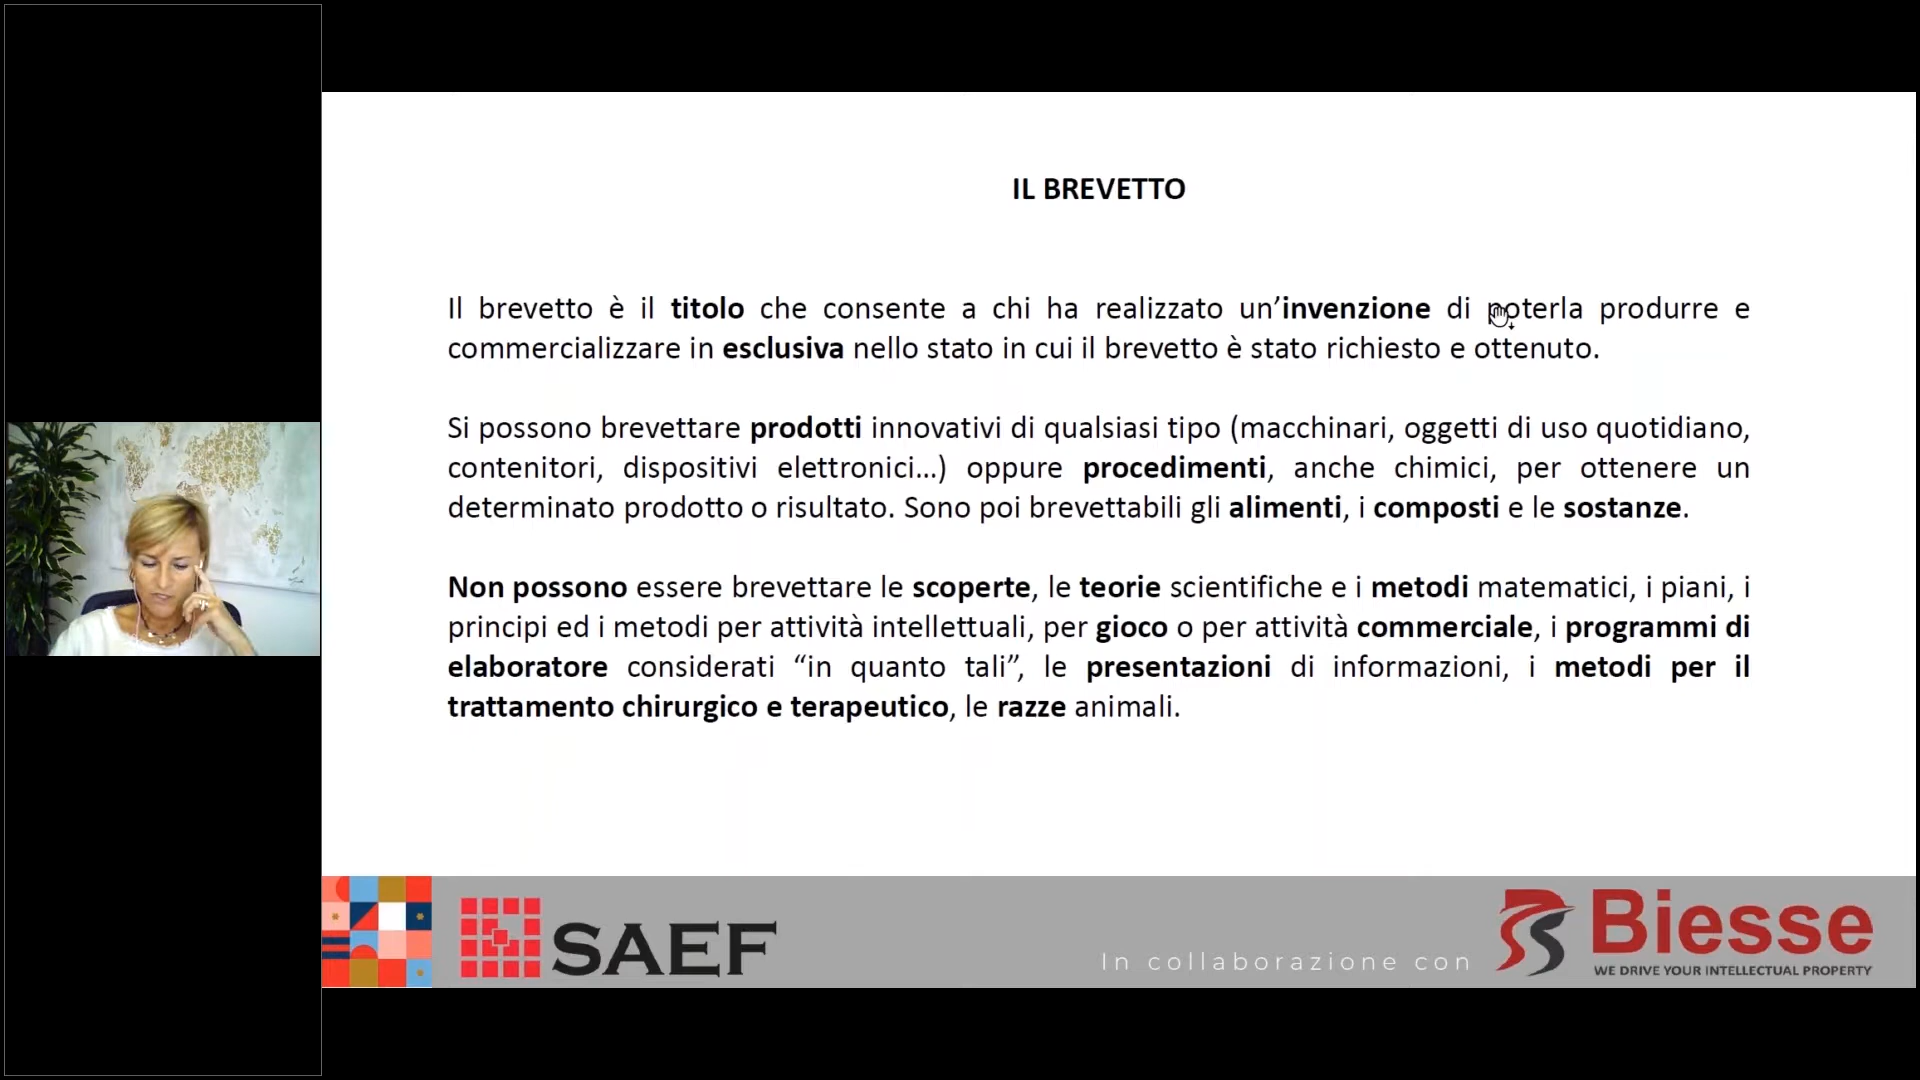 IL BREVETTO
Il brevetto è il titolo che consente a chi ha realizzato un’invenzione di poterla produrre e
commercializzare in esclusiva nello stato in cui il brevetto è stato richiesto e ottenuto.
Si possono brevettare prodotti innovativi di qualsiasi tipo (macchinari, oggetti di uso quotidiano,
contenitori, dispositivi elettronici...) oppure procedimenti, anche chimici, per ottenere un
determinato prodotto o risultato. Sono poi brevettabili gli alimenti, i composti e le sostanze.
Non possono essere brevettare le scoperte, le teorie scientifiche e i metodi matematici, i piani, i
principi ed i metodi per attività intellettuali, per gioco o per attività commerciale, i programmi di
elaboratore considerati “in quanto tali”, le presentazioni di informazioni, i metodi per il
trattamento chirurgico e terapeutico, le razze animali.
SAEF
In collaborazione con
Biesse
WE DRIVE YOUR INTELLECTUAL PROPERTY